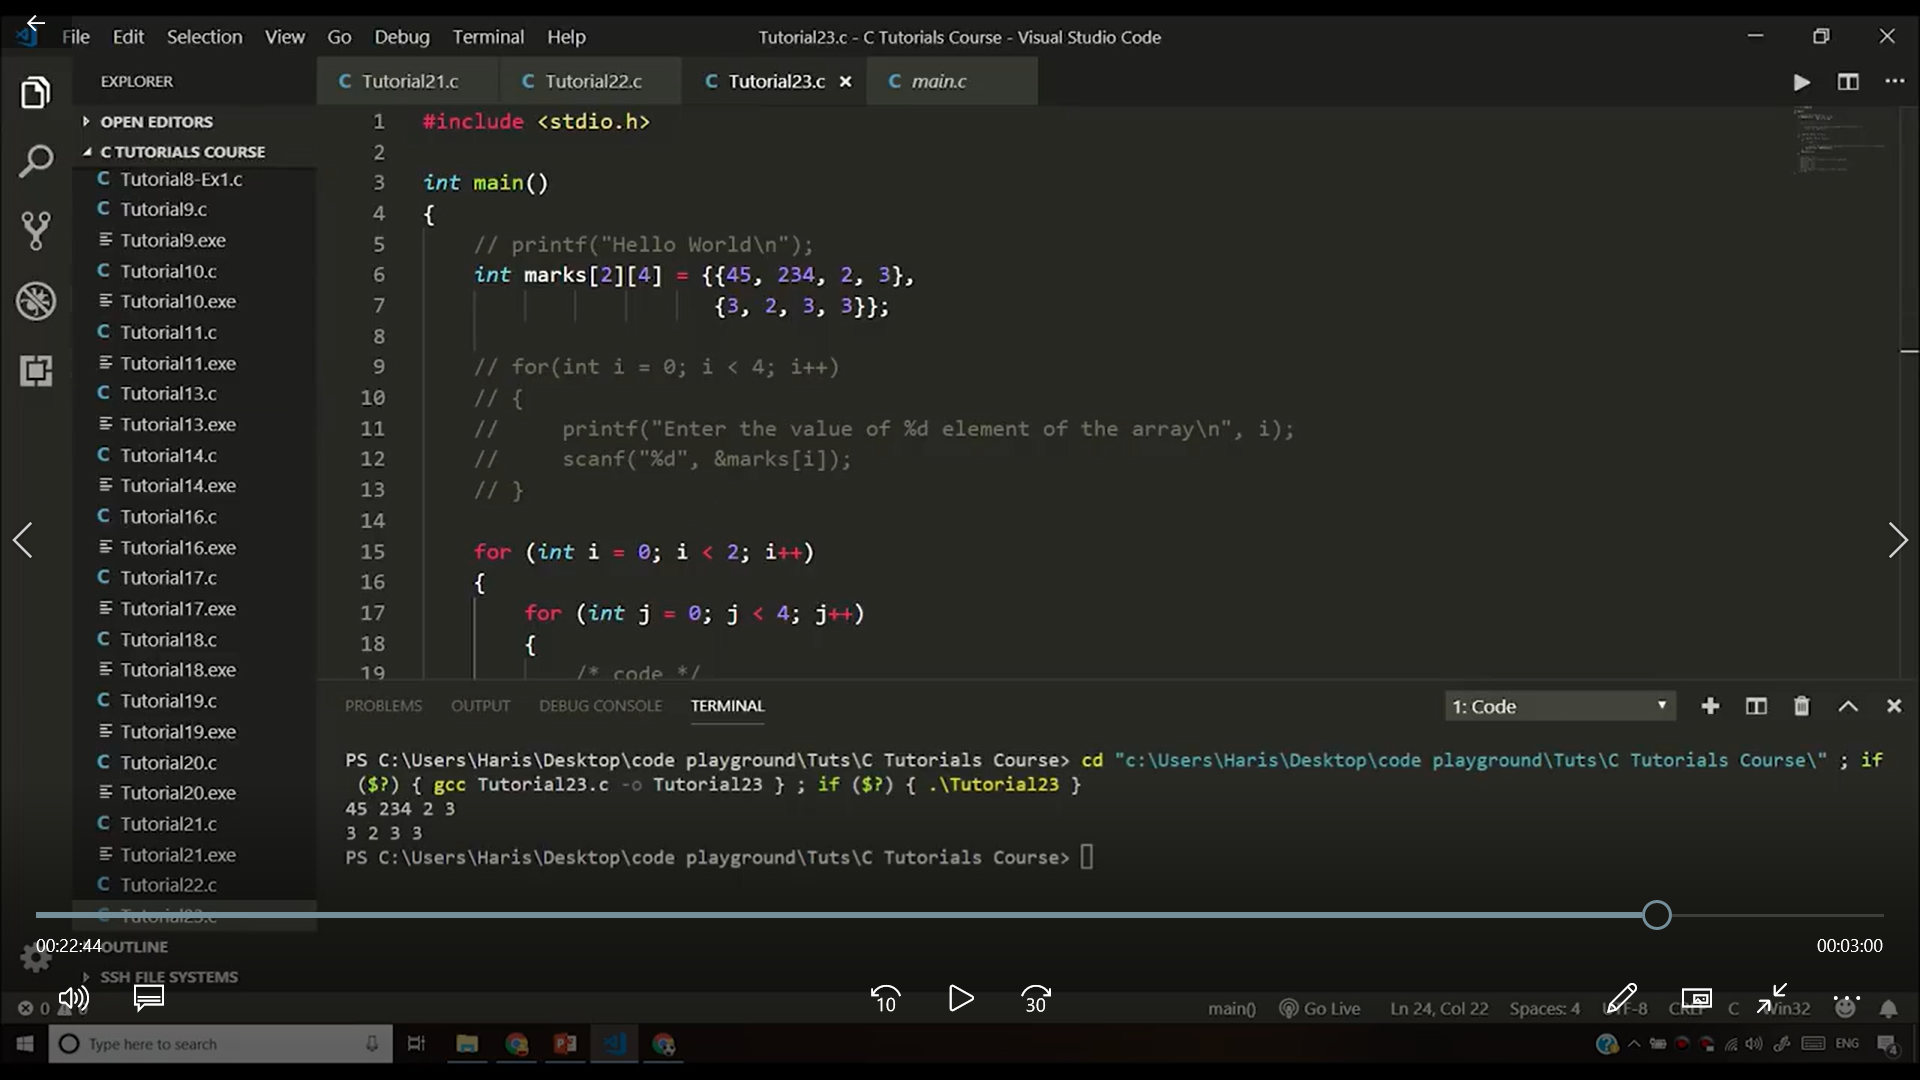 File Edit Selection View Go Debug Terminal Help
Tutorial23.c - C Tutorials Course - Visual Studio Code
EXPLORER
Tutorial21.c
Tutorial22.c
Tutorial23.c
main.c
OPEN EDITORS
C TUTORIALS COURSE
Tutorial8-Ex1.c
Tutorial9.c
Tutorial9.exe
Tutorial10.c
Tutorial10.exe
Tutorial11.c
Tutorial11.exe
Tutorial13.c
Tutorial13.exe
Tutorial14.c
Tutorial14.exe
Tutorial16.c
Tutorial16.exe
Tutorial17.c
Tutorial17.exe
Tutorial18.c
Tutorial18.exe
Tutorial19.c
Tutorial19.exe
Tutorial20.c
Tutorial20.exe
Tutorial21.c
Tutorial21.exe
Tutorial22.c
Tutorial23.c
OUTLINE
SSH FILE SYSTEMS
1 #include <stdio.h>
2
3 int main()
4 {
5 // printf("Hello World\n");
6 int marks[2][4] = {{45, 234, 2, 3},
7 {3, 2, 3, 3}};
8
9 // for(int i = 0; i < 4; i++)
10 // {
11 // printf("Enter the value of %d element of the array\n", i);
12 // scanf("%d", &marks[i]);
13 // }
14
15 for (int i = 0; i < 2; i++)
16 {
17 for (int j = 0; j < 4; j++)
18 {
19 /* code */
PROBLEMS OUTPUT DEBUG CONSOLE TERMINAL
1: Code
PS C:\Users\Haris\Desktop\code playground\Tuts\C Tutorials Course> cd "c:\Users\Haris\Desktop\code playground\Tuts\C Tutorials Course\" ; if
($?) { gcc Tutorial23.c -o Tutorial23 } ; if ($?) { .\Tutorial23 }
45 234 2 3
3 2 3 3
PS C:\Users\Haris\Desktop\code playground\Tuts\C Tutorials Course>
00:22:44
00:03:00
10
30
0
main() Go Live Ln 24, Col 22 Spaces: 4 UTF-8 CRLF C Win32
Type here to search
ENG
4